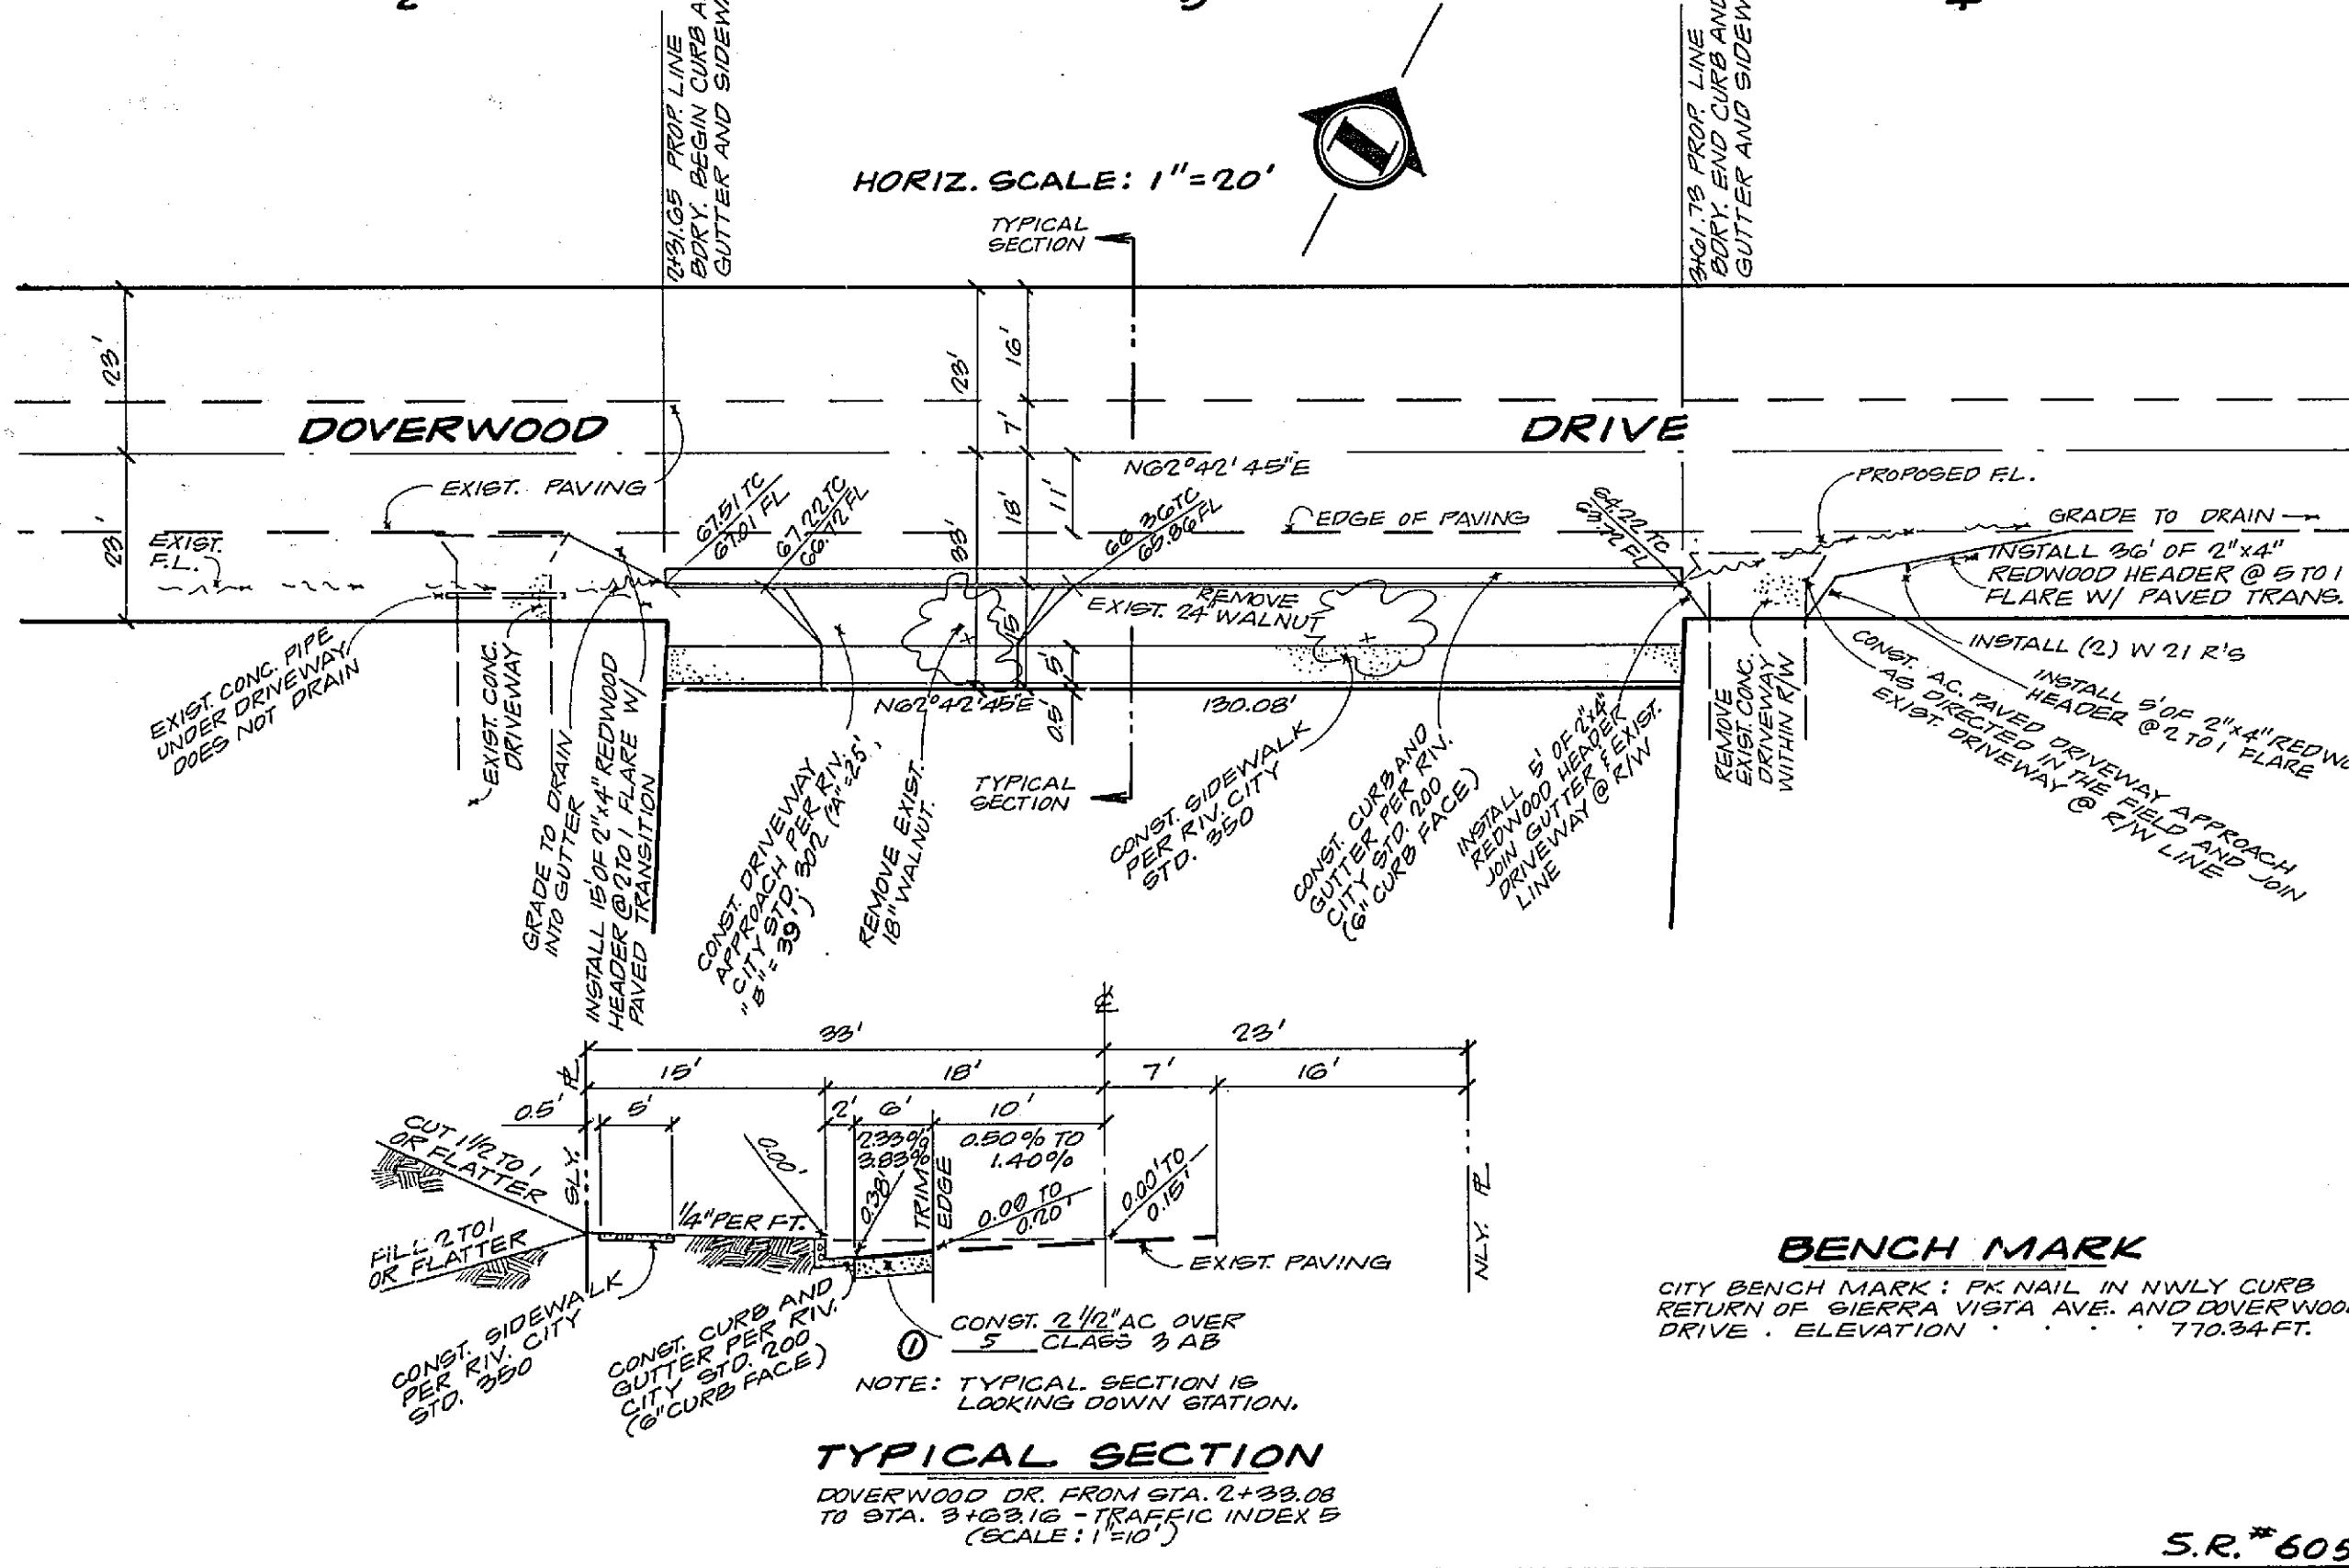 2+31.65 PROP. LINE
BDRY. BEGIN CURB A
GUTTER AND SIDEW
3+61.73 PROP. LINE
BDRY. END CURB AND
GUTTER AND SIDEW
HORIZ. SCALE: 1"=20'
TYPICAL
SECTION
23'
23'
23'
33'
16'
7'
18'
11'
15'
DOVERWOOD
DRIVE
N62°42'45"E
EXIST. PAVING
EXIST.
F.L.
67.51 TC
67.01 FL
67.22 TC
66.72 FL
66.36 TC
65.86 FL
64.22 TC
63.72 FL
EDGE OF PAVING
PROPOSED F.L.
GRADE TO DRAIN
INSTALL 36' OF 2"x4"
REDWOOD HEADER @ 5 TO 1
FLARE W/ PAVED TRANS.
INSTALL (2) W 21 R'S
INSTALL 5' OF 2"x4" REDWO
HEADER @ 2 TO 1 FLARE
CONST. A.C. PAVED DRIVEWAY APPROACH
AS DIRECTED IN THE FIELD AND JOIN
EXIST. DRIVEWAY @ R/W LINE
REMOVE
EXIST. 24" WALNUT
EXIST. CONC. PIPE
UNDER DRIVEWAY.
DOES NOT DRAIN
EXIST. CONC.
DRIVEWAY
GRADE TO DRAIN
INTO GUTTER
INSTALL 15' OF 2"x4" REDWOOD
HEADER @ 2 TO 1 FLARE W/
PAVED TRANSITION
N62°42'45"E
130.08'
5'
0.5'
CONST. DRIVEWAY
APPROACH PER RIV.
CITY STD. 302 ("A"=25',
"B"=39')
REMOVE EXIST.
18" WALNUT.
TYPICAL
SECTION
CONST. SIDEWALK
PER RIV. CITY
STD. 350
CONST. CURB AND
GUTTER PER RIV.
CITY STD. 200
(6" CURB FACE)
INSTALL 5' OF 2"x4"
REDWOOD HEADER
JOIN GUTTER & EXIST.
DRIVEWAY @ R/W
LINE
REMOVE
EXIST. CONC.
DRIVEWAY
WITHIN R/W
℄
33'
23'
15'
18'
7'
16'
0.5'
5'
2'
6'
10'
2.33%
3.83%
0.50% TO
1.40%
0.00'
0.38'
TRIM
EDGE
0.00 TO
0.20'
0.00' TO
0.15'
SLY. ⅊
NLY. ⅊
CUT 1 1/2 TO 1
OR FLATTER
FILL 2 TO 1
OR FLATTER
1/4" PER FT.
EXIST. PAVING
CONST. SIDEWALK
PER RIV. CITY
STD. 350
CONST. CURB AND
GUTTER PER RIV.
CITY STD. 200
(6" CURB FACE)
① CONST. 2 1/2" AC OVER
5 CLASS 3 AB
NOTE: TYPICAL SECTION IS
LOOKING DOWN STATION.
TYPICAL SECTION
DOVERWOOD DR. FROM STA. 2+33.08
TO STA. 3+63.16 - TRAFFIC INDEX 5
(SCALE: 1"=10')
BENCH MARK
CITY BENCH MARK: PK NAIL IN NWLY CURB
RETURN OF SIERRA VISTA AVE. AND DOVERWOO
DRIVE. ELEVATION . . . . 770.34 FT.
S.R.#605